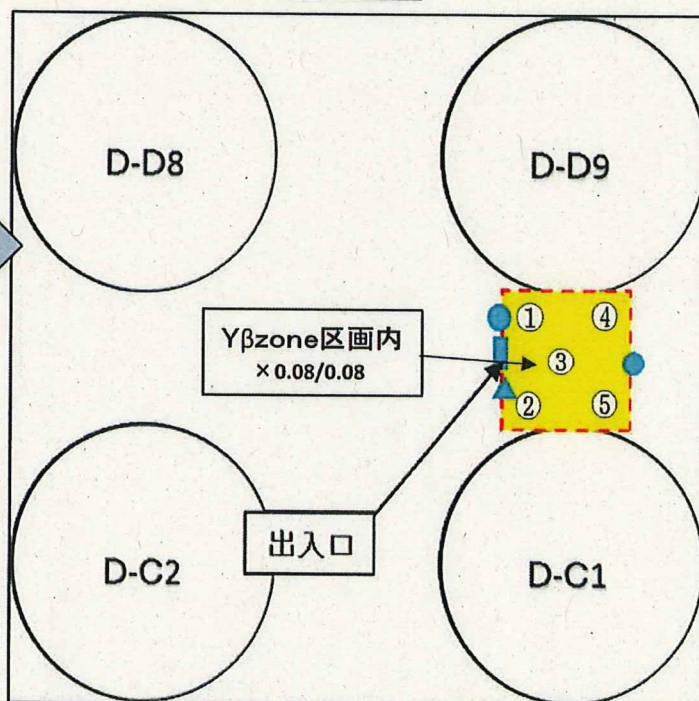 D-D8
D-D9
Yβzone区画内
×0.08/0.08
①
④
③
②
⑤
出入口
D-C2
D-C1